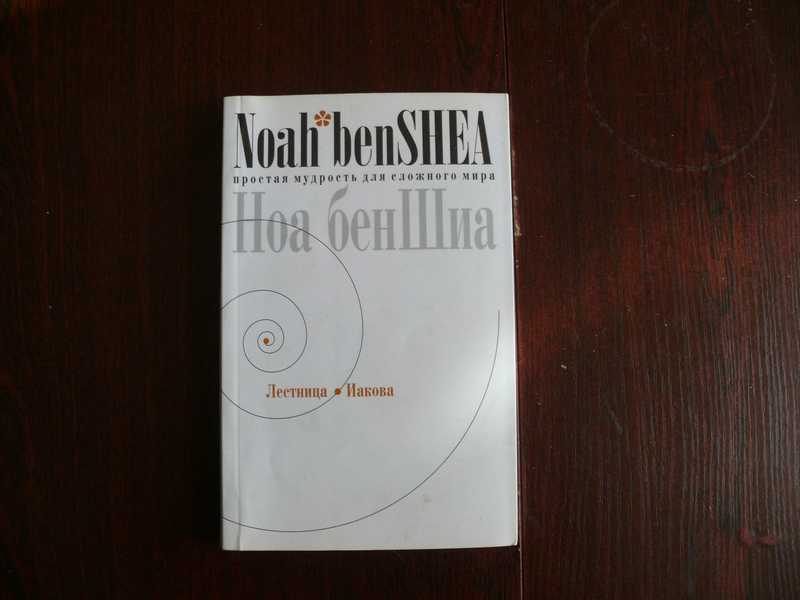 Noah benSHEA
простая мудрость для сложного мира
Ноа бенШиа
Лестница • Иакова